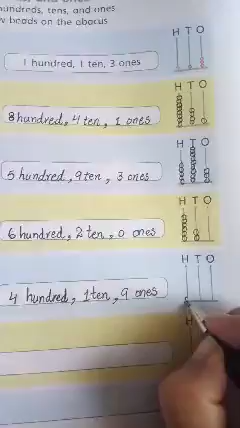 hundreds, tens, and ones
beads on the abacus
H T O
1 hundred, 1 ten, 3 ones
H T O
8 hundred, 4 ten, 1 ones
H T O
5 hundred, 9 ten, 3 ones
H T O
6 hundred, 2 ten, 0 ones
H T O
4 hundred, 1 ten, 9 ones
H